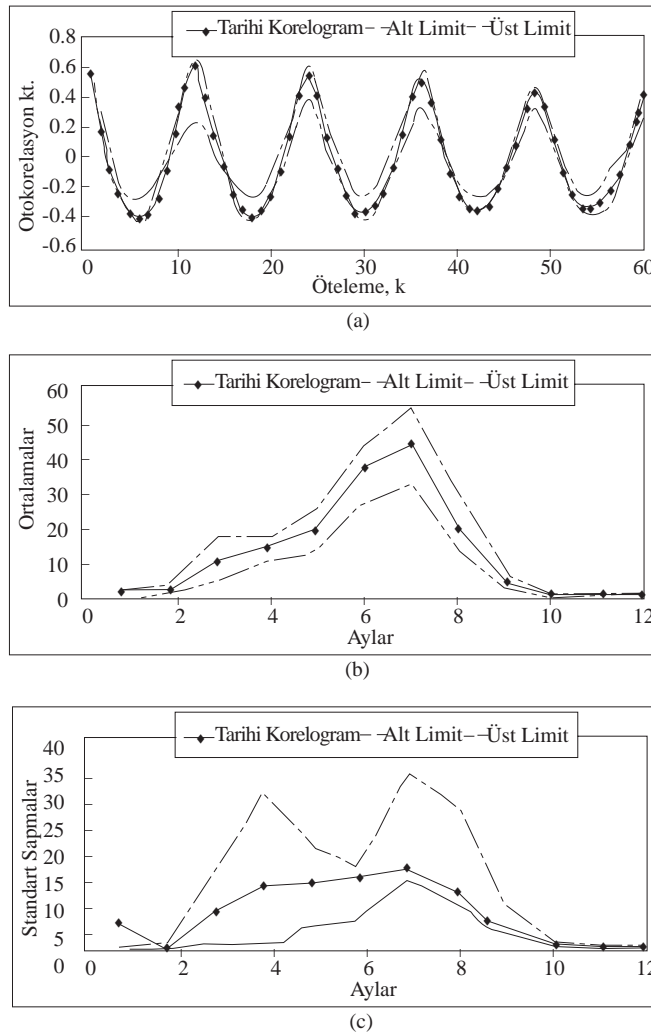 Tarihi Korelogram – – Alt Limit – –Üst Limit
Otokorelasyon kt.
0.8
0.6
0.4
0.2
0
-0.2
-0.4
-0.6
0 10 20 30 40 50 60
Öteleme, k
(a)
Tarihi Korelogram – –Alt Limit– –Üst Limit
Ortalamalar
60
50
40
30
20
10
0
0 2 4 6 8 10 12
Aylar
(b)
Tarihi Korelogram– –Alt Limit– –Üst Limit
Standart Sapmalar
40
35
30
25
20
15
10
5
0
0 2 4 6 8 10 12
Aylar
(c)